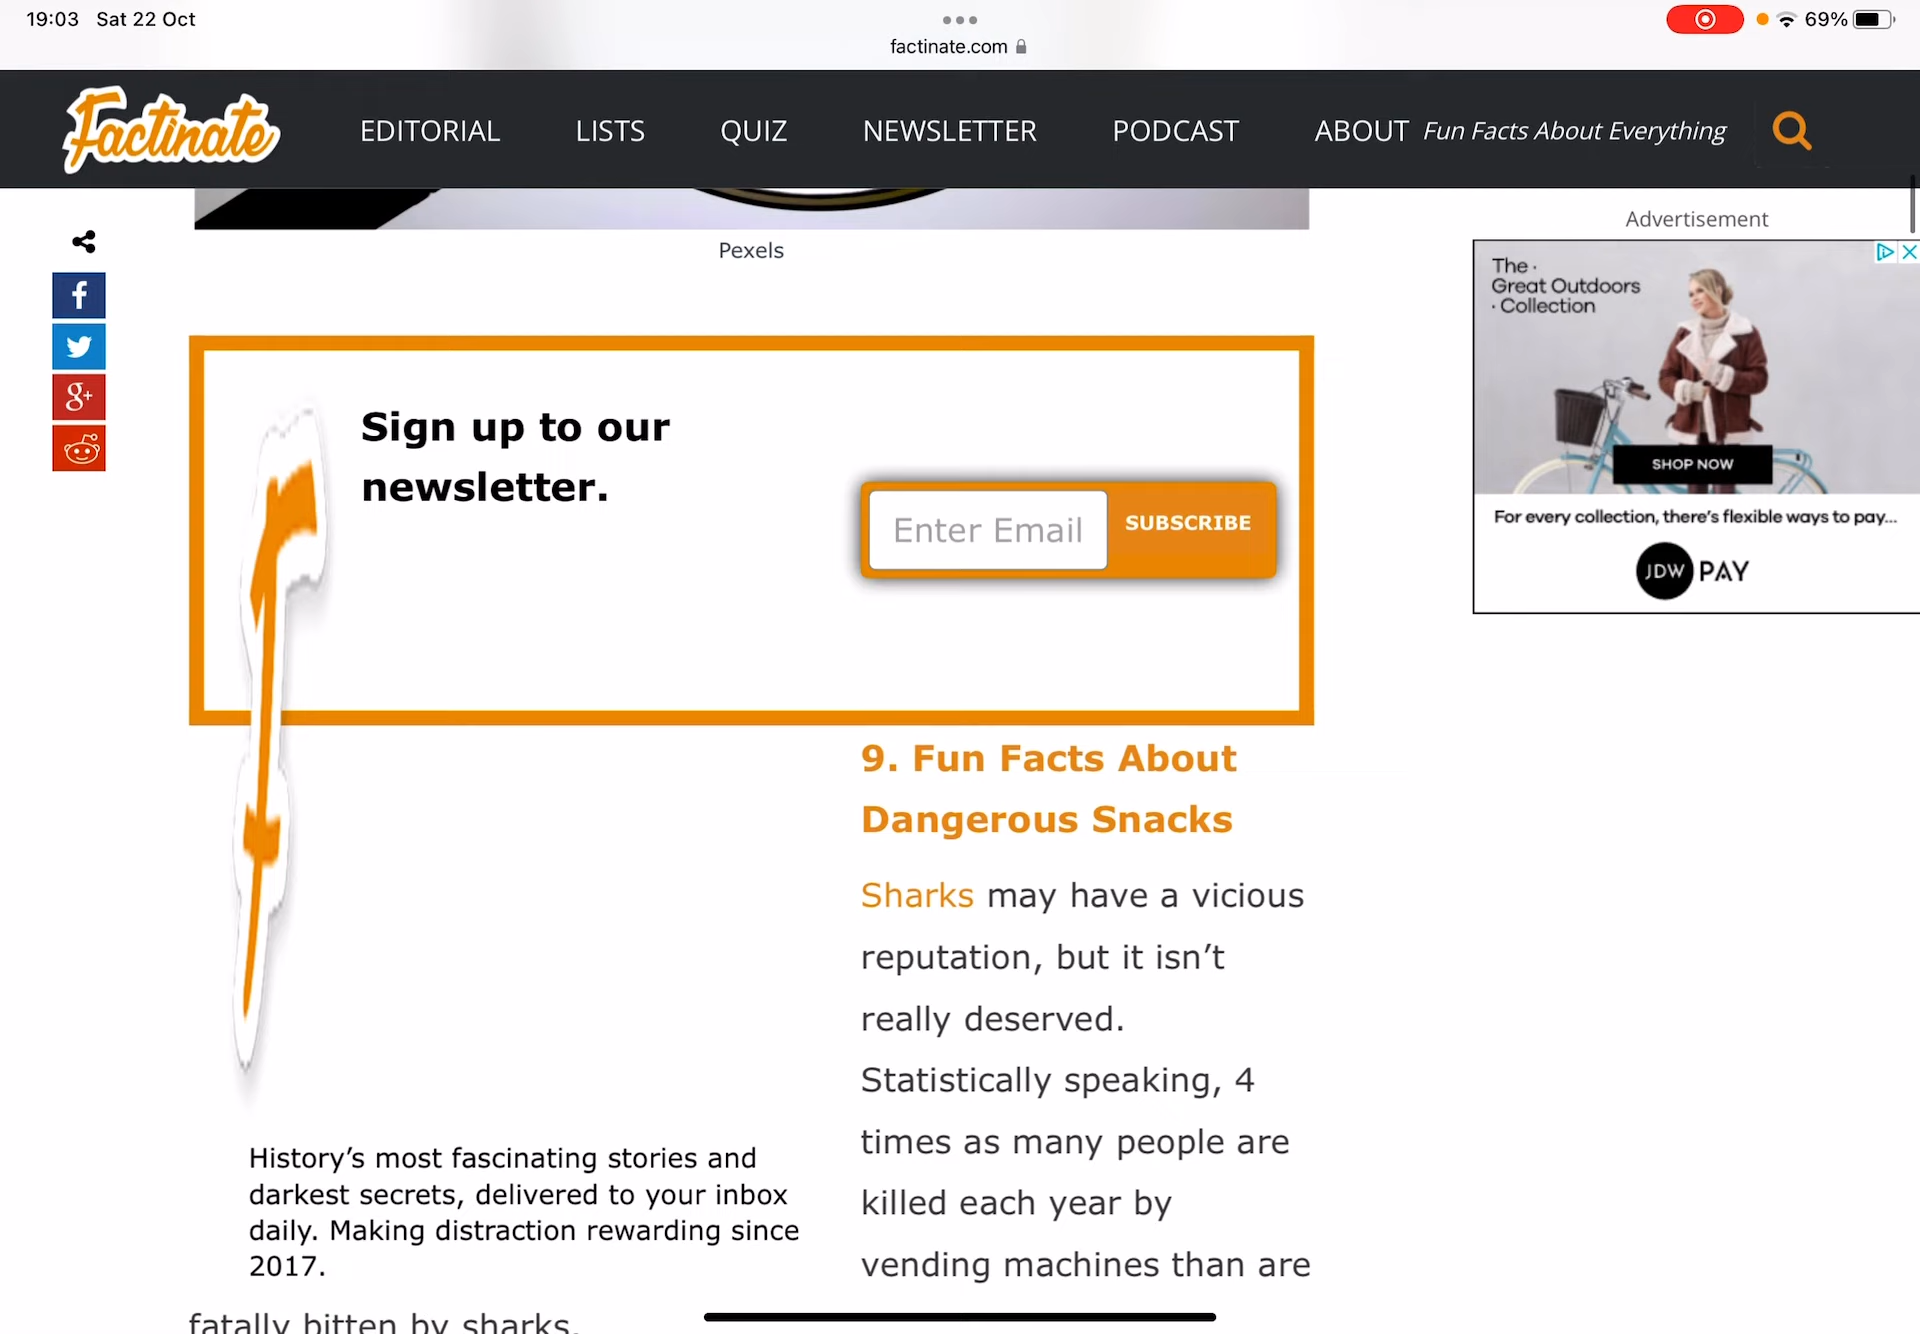 19:03 Sat 22 Oct
69%
factinate.com
Factinate
EDITORIAL LISTS QUIZ NEWSLETTER PODCAST ABOUT Fun Facts About Everything
Pexels
Advertisement
The ·
Great Outdoors
· Collection
SHOP NOW
For every collection, there's flexible ways to pay...
JDW PAY
f
g+
Sign up to our
newsletter.
Enter Email
SUBSCRIBE
History’s most fascinating stories and
darkest secrets, delivered to your inbox
daily. Making distraction rewarding since
2017.
9. Fun Facts About
Dangerous Snacks
Sharks may have a vicious
reputation, but it isn’t
really deserved.
Statistically speaking, 4
times as many people are
killed each year by
vending machines than are
fatally bitten by sharks.